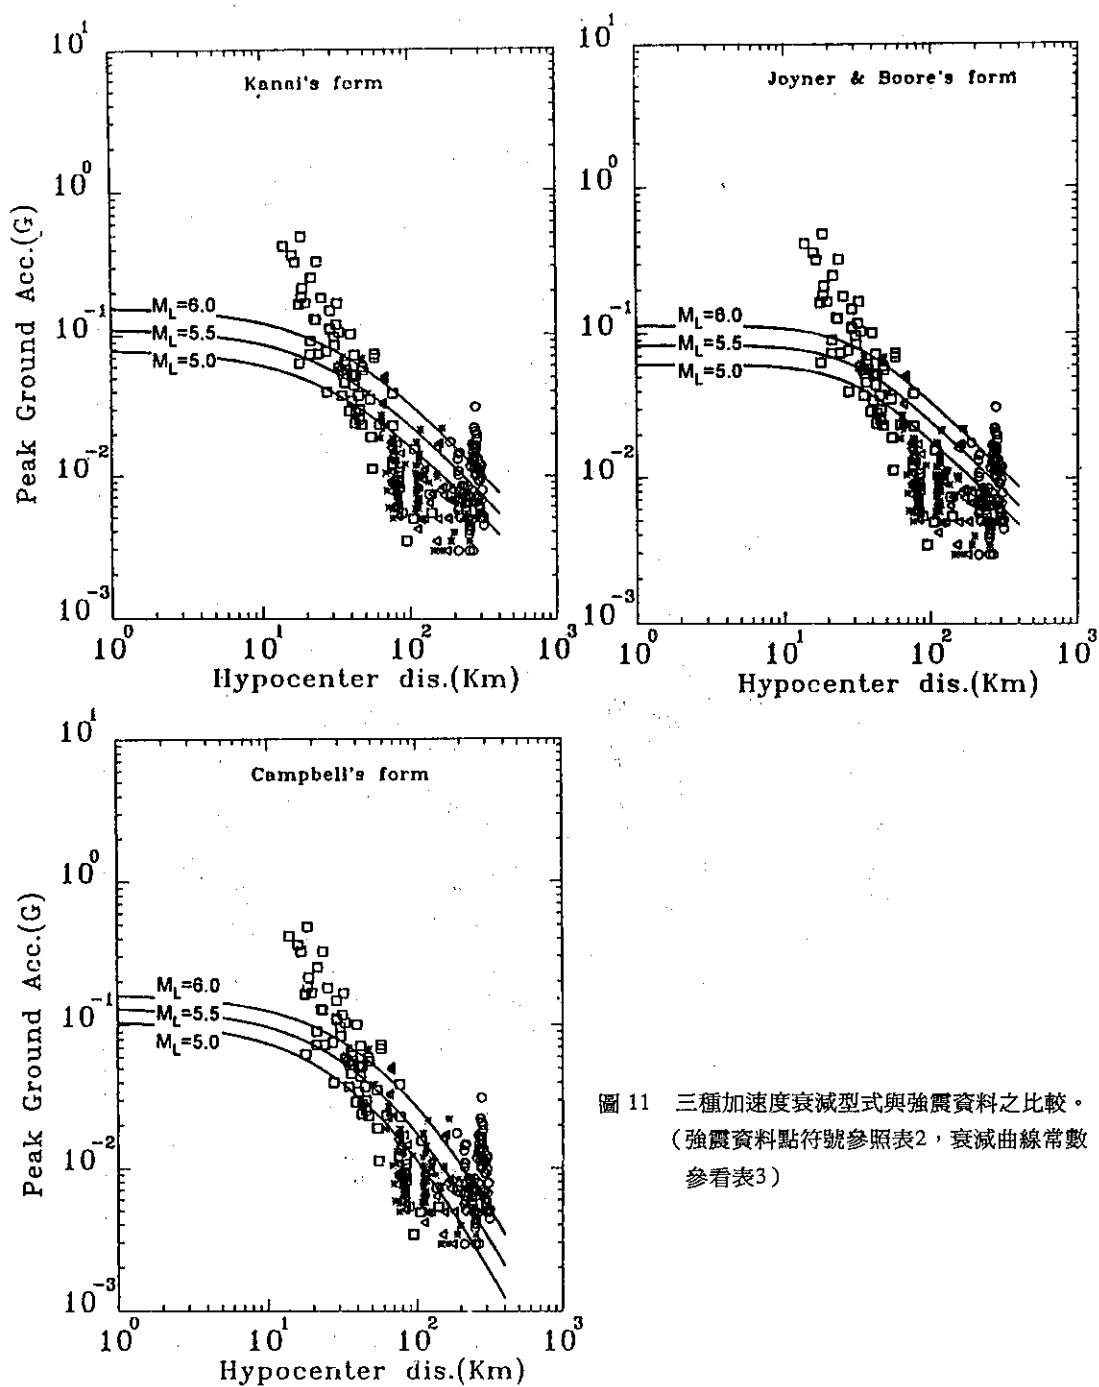 Kanai's form
10^1
10^0
10^-1
10^-2
10^-3
Peak Ground Acc.(G)
M_L=6.0
M_L=5.5
M_L=5.0
10^0
10^1
10^2
10^3
Hypocenter dis.(Km)
Joyner & Boore's form
10^1
10^0
10^-1
10^-2
10^-3
M_L=6.0
M_L=5.5
M_L=5.0
10^0
10^1
10^2
10^3
Hypocenter dis.(Km)
Campbell's form
10^1
10^0
10^-1
10^-2
10^-3
Peak Ground Acc.(G)
M_L=6.0
M_L=5.5
M_L=5.0
10^0
10^1
10^2
10^3
Hypocenter dis.(Km)
圖 11 三種加速度衰減型式與強震資料之比較。
(強震資料點符號參照表2,衰減曲線常數
參看表3)